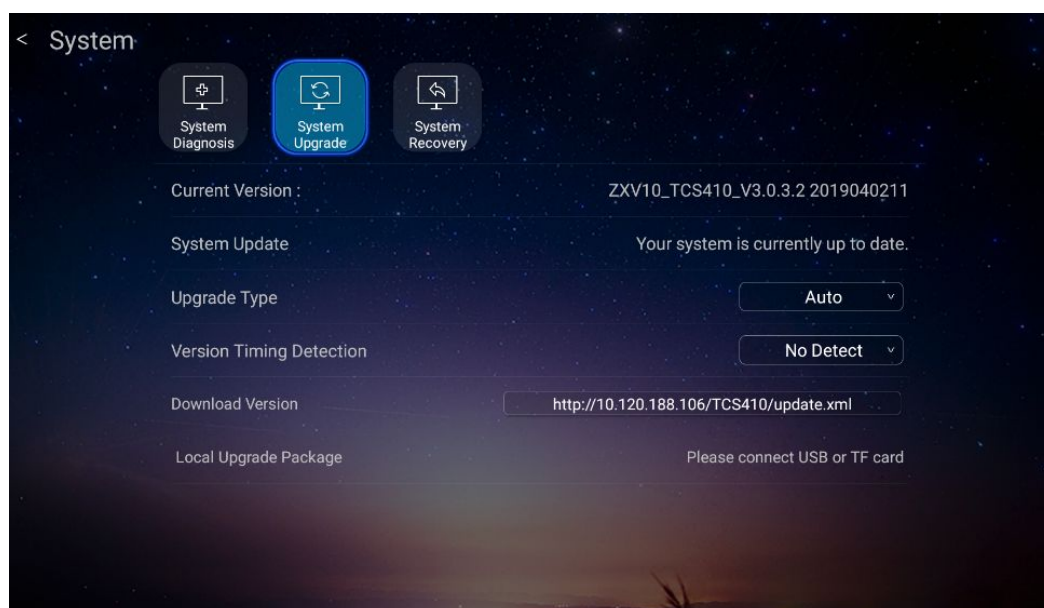 < System
System
Diagnosis
System
Upgrade
System
Recovery
Current Version :
ZXV10_TCS410_V3.0.3.2 2019040211
System Update
Your system is currently up to date.
Upgrade Type
Auto
Version Timing Detection
No Detect
Download Version
http://10.120.188.106/TCS410/update.xml
Local Upgrade Package
Please connect USB or TF card